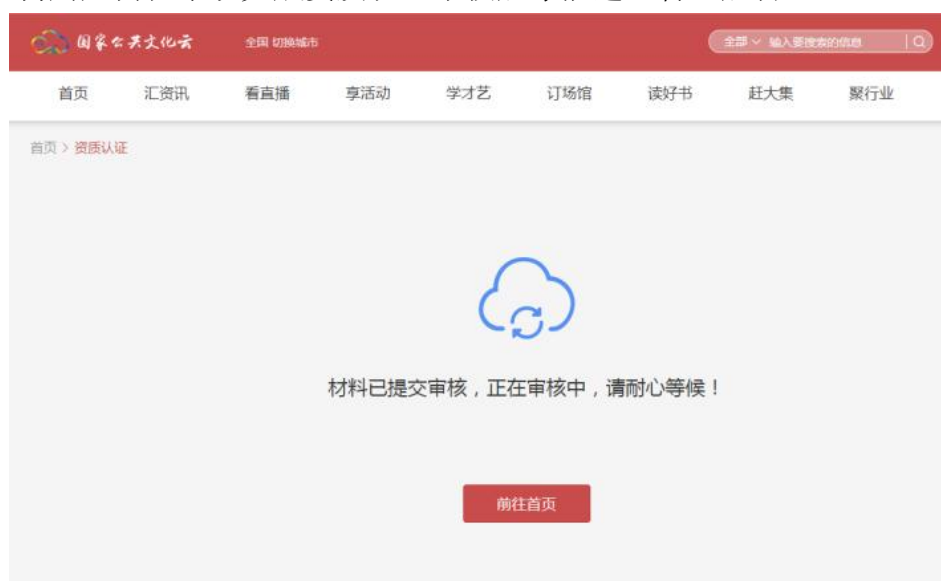 国家公共文化云
全国 切换城市
全部 输入要搜索的信息
首页 汇资讯 看直播 享活动 学才艺 订场馆 读好书 赶大集 聚行业
首页 > 资质认证
材料已提交审核，正在审核中，请耐心等候！
前往首页